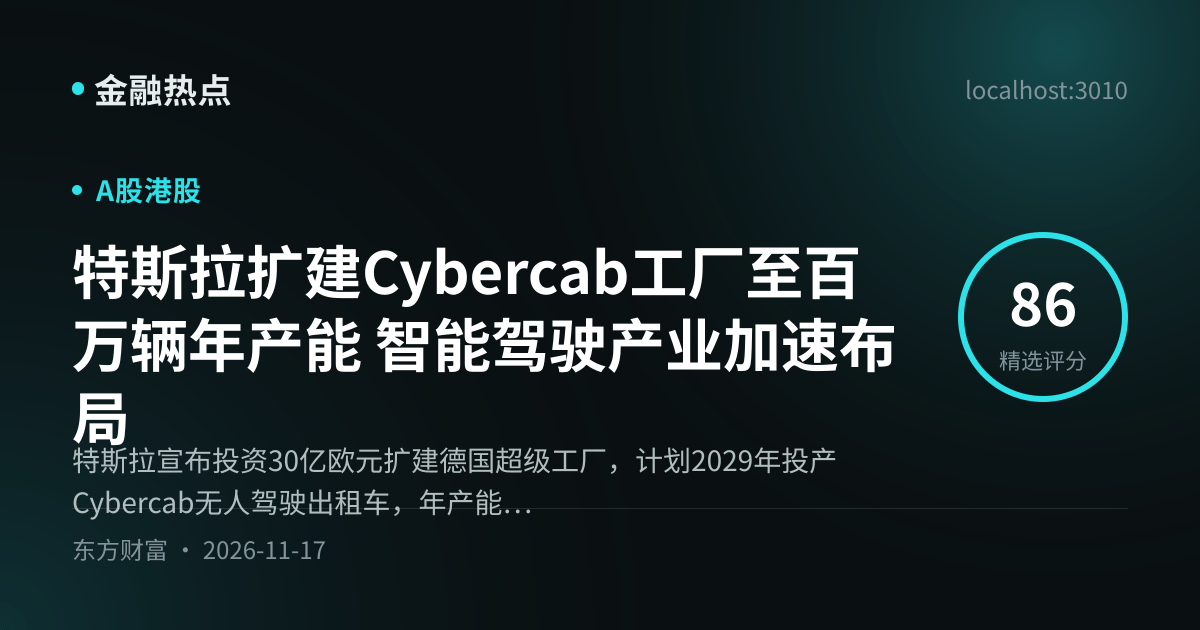 • 金融热点
localhost:3010
• A股港股
特斯拉扩建Cybercab工厂至百
万辆年产能 智能驾驶产业加速布
局
86
精选评分
特斯拉宣布投资30亿欧元扩建德国超级工厂，计划2029年投产
Cybercab无人驾驶出租车，年产能…
东方财富 · 2026-11-17